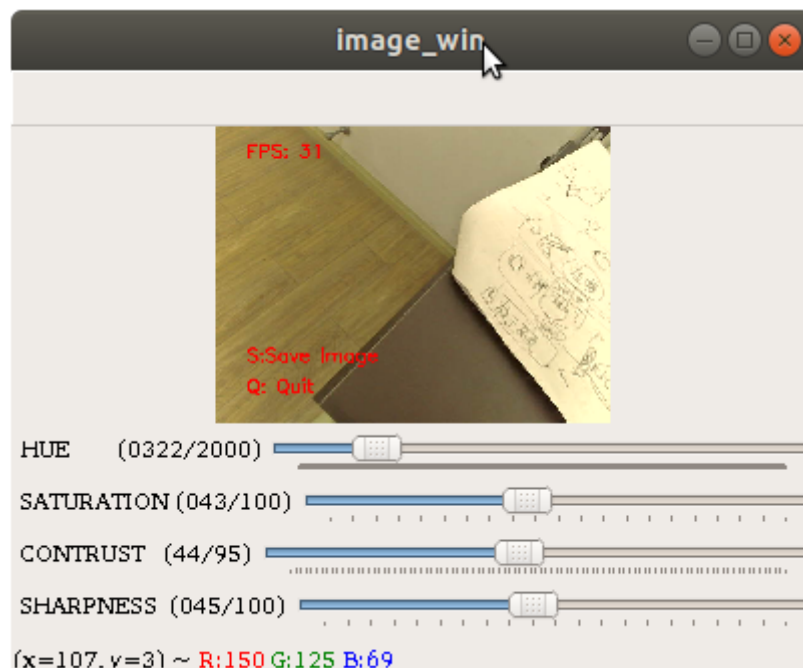 image_win
FPS: 31
S:Save Image
Q: Quit
HUE (0322/2000)
SATURATION (043/100)
CONTRUST (44/95)
SHARPNESS (045/100)
(x=107, y=3) ~ R:150 G:125 B:69